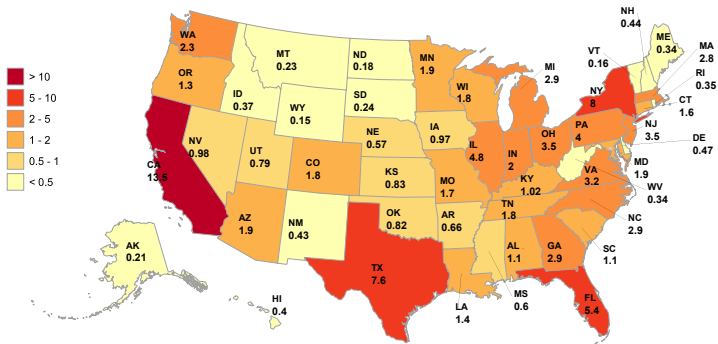 > 10
5 - 10
2 - 5
1 - 2
0.5 - 1
< 0.5
WA
2.3
OR
1.3
CA
13.5
NV
0.98
ID
0.37
MT
0.23
WY
0.15
UT
0.79
CO
1.8
AZ
1.9
NM
0.43
ND
0.18
SD
0.24
NE
0.57
KS
0.83
OK
0.82
TX
7.6
MN
1.9
IA
0.97
MO
1.7
AR
0.66
LA
1.4
WI
1.8
IL
4.8
MI
2.9
IN
2
OH
3.5
KY
1.02
TN
1.8
MS
0.6
AL
1.1
GA
2.9
FL
5.4
SC
1.1
NC
2.9
VA
3.2
WV
0.34
MD
1.9
DE
0.47
PA
4
NJ
3.5
NY
8
CT
1.6
RI
0.35
MA
2.8
VT
0.16
NH
0.44
ME
0.34
AK
0.21
HI
0.4